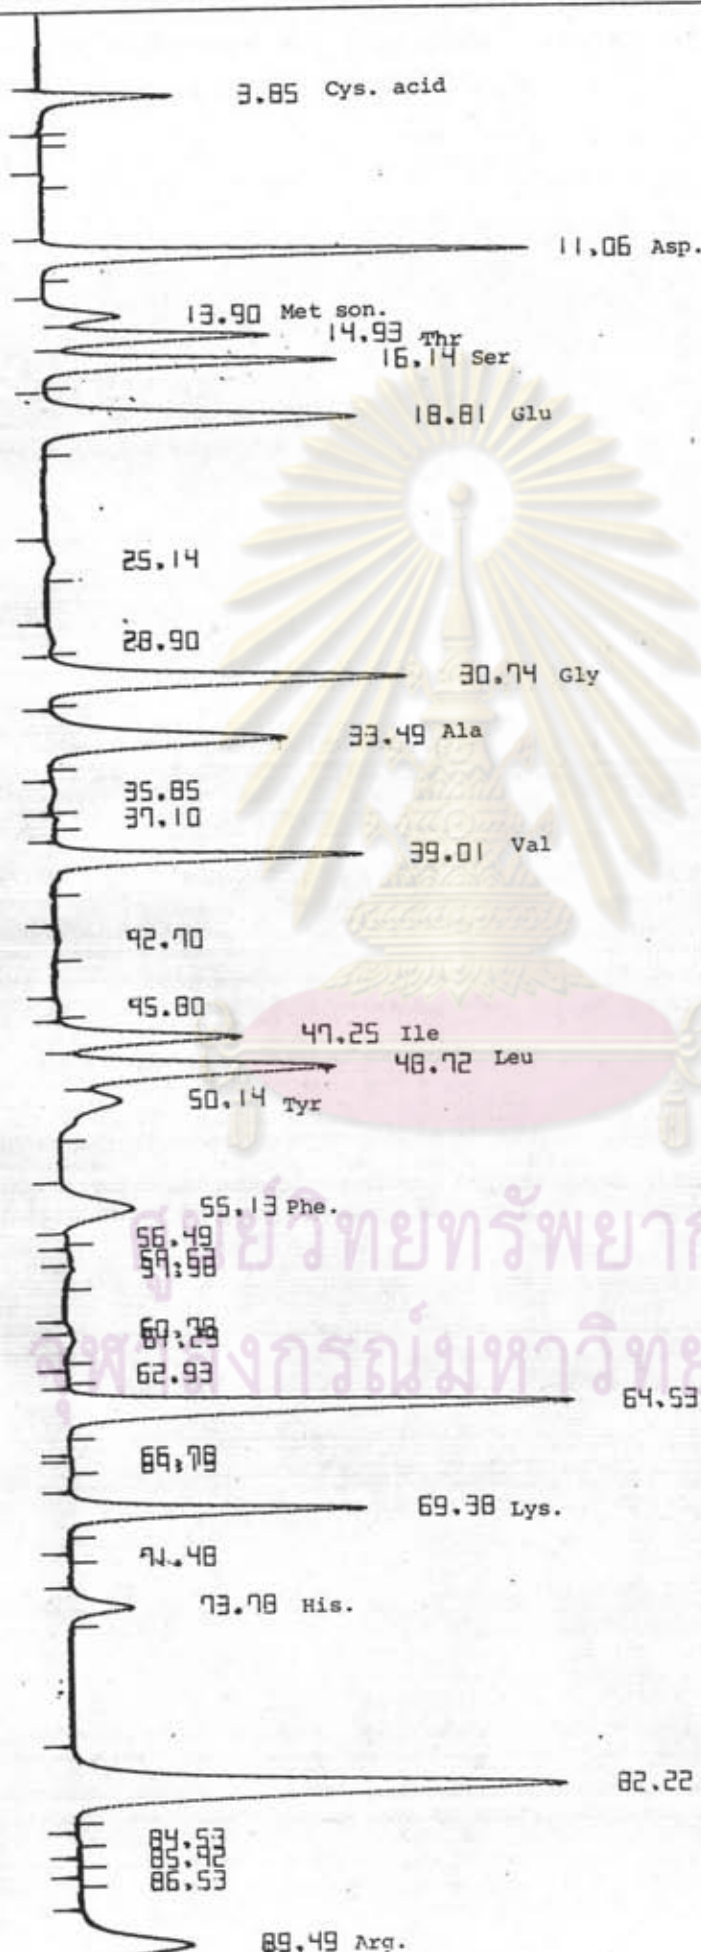 3.85 Cys. acid
11.06 Asp.
13.90 Met son.
14.93 Thr
16.14 Ser
18.81 Glu
25.14
28.90
30.74 Gly
33.49 Ala
35.85
37.10
39.01 Val
42.70
45.80
47.25 Ile
48.72 Leu
50.14 Tyr
55.13 Phe.
56.49
ศูนย์วิทยทรัพยาก
62.93
จุฬาลงกรณ์มหาวิทย
64.53
69.38 Lys.
73.78 His.
82.22
84.53
85.92
86.53
89.49 Arg.